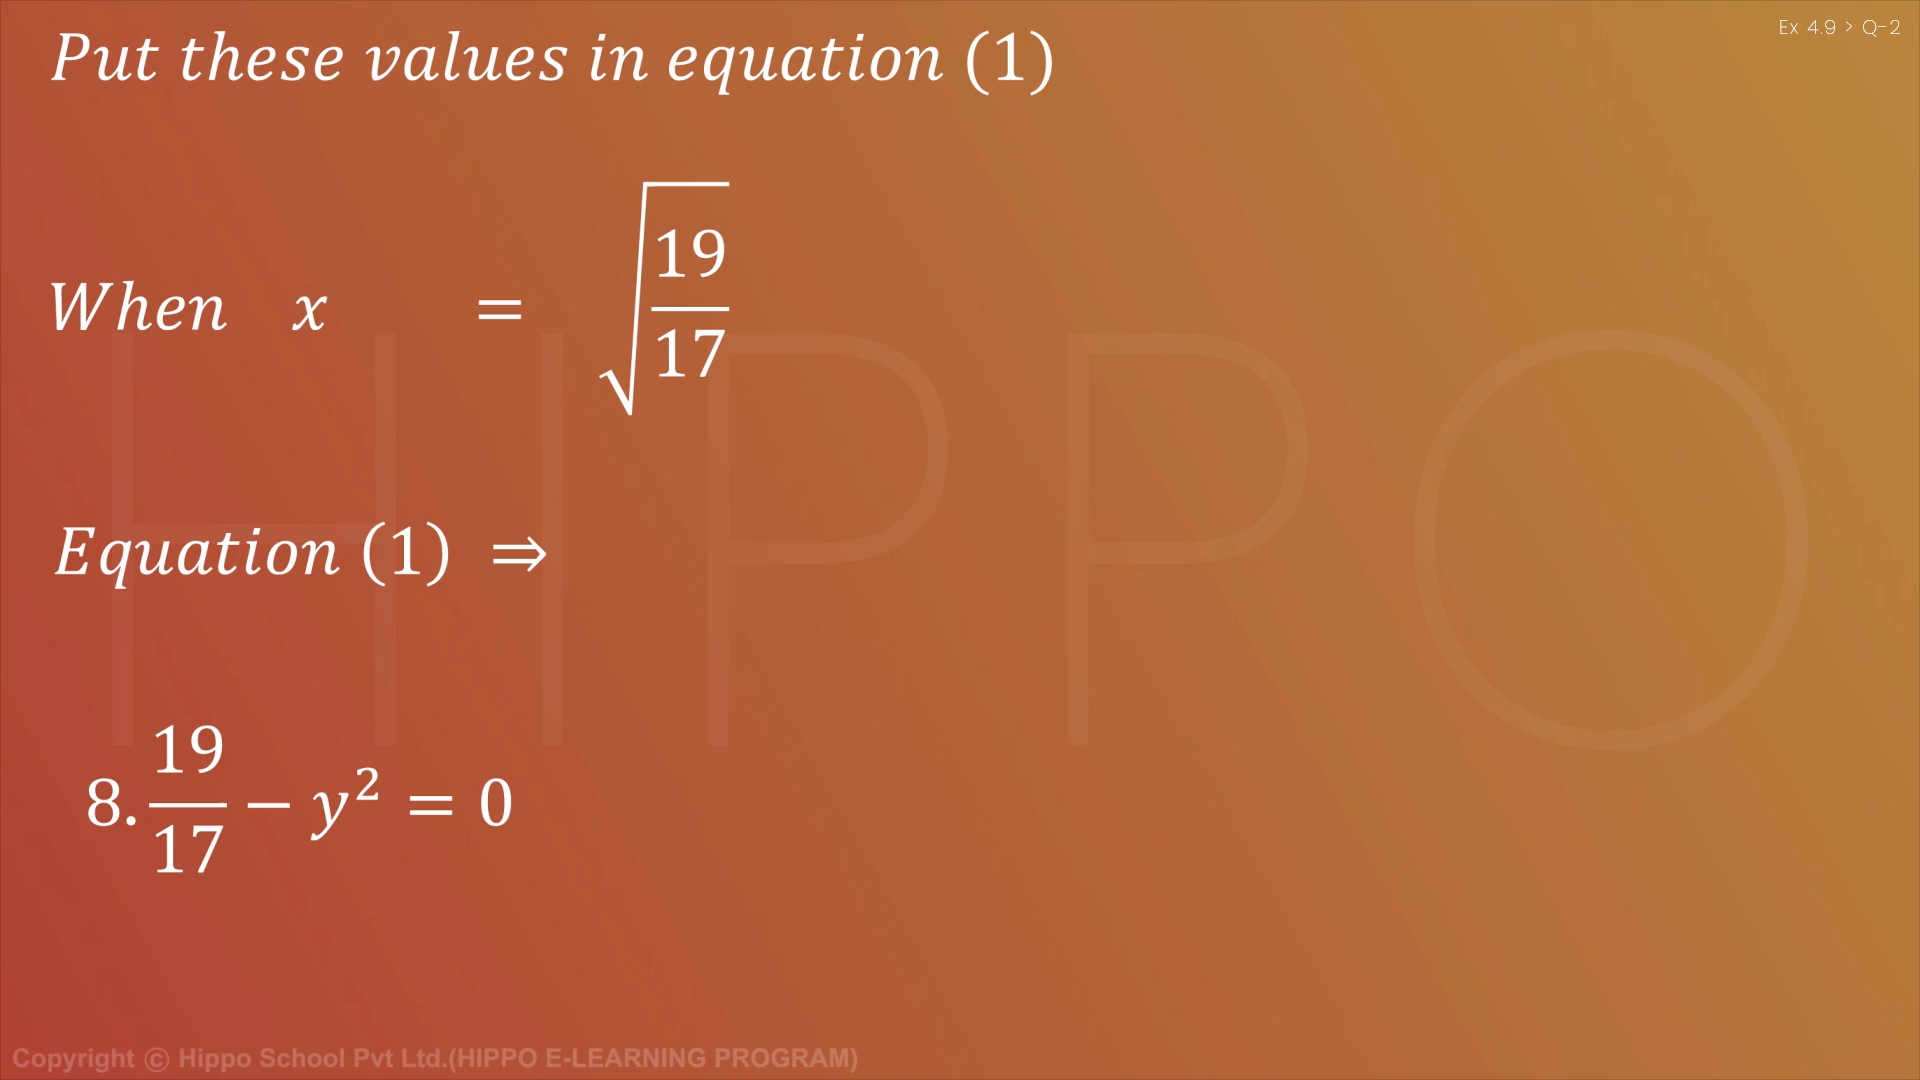 Ex 4.9 > Q-2
Put these values in equation (1)
When x = √(19/17)
Equation (1) ⇒
8. 19/17 − y² = 0
HIPPO
Copyright © Hippo School Pvt Ltd.(HIPPO E-LEARNING PROGRAM)